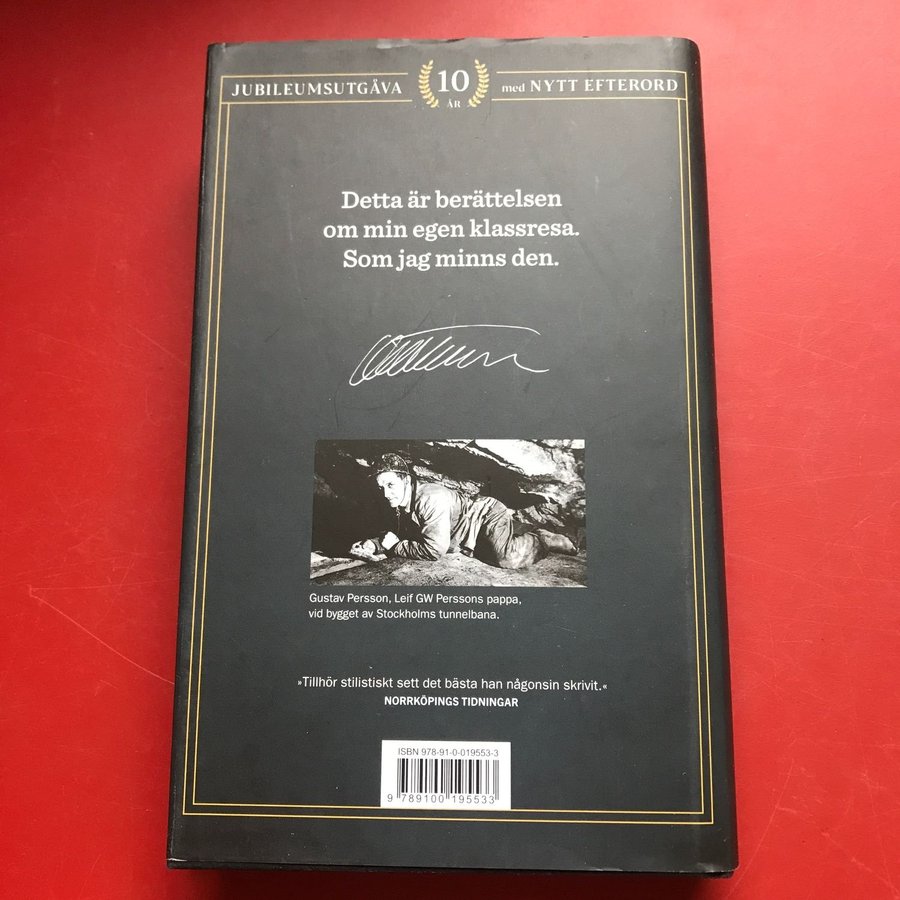 JUBILEUMSUTGÅVA 10 ÅR med NYTT EFTERORD
Detta är berättelsen
om min egen klassresa.
Som jag minns den.
Gustav Persson, Leif GW Perssons pappa,
vid bygget av Stockholms tunnelbana.
»Tillhör stilistiskt sett det bästa han någonsin skrivit.«
NORRKÖPINGS TIDNINGAR
ISBN 978-91-0-019553-3
9 789100 195533